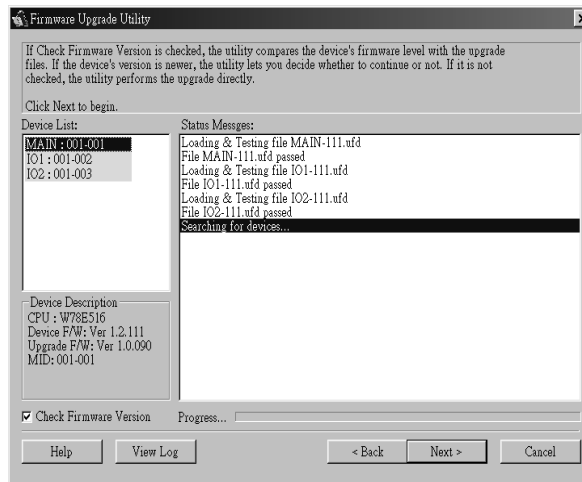 Firmware Upgrade Utility
If Check Firmware Version is checked, the utility compares the device's firmware level with the upgrade
files. If the device's version is newer, the utility lets you decide whether to continue or not. If it is not
checked, the utility performs the upgrade directly.
Click Next to begin.
Device List:
MAIN : 001-001
IO1 : 001-002
IO2 : 001-003
Status Messges:
Loading & Testing file MAIN-111.ufd
File MAIN-111.ufd passed
Loading & Testing file IO1-111.ufd
File IO1-111.ufd passed
Loading & Testing file IO2-111.ufd
File IO2-111.ufd passed
Searching for devices...
Device Description
CPU : W78E516
Device F/W: Ver 1.2.111
Upgrade F/W: Ver 1.0.090
MID: 001-001
Check Firmware Version
Progress...
Help
View Log
< Back
Next >
Cancel